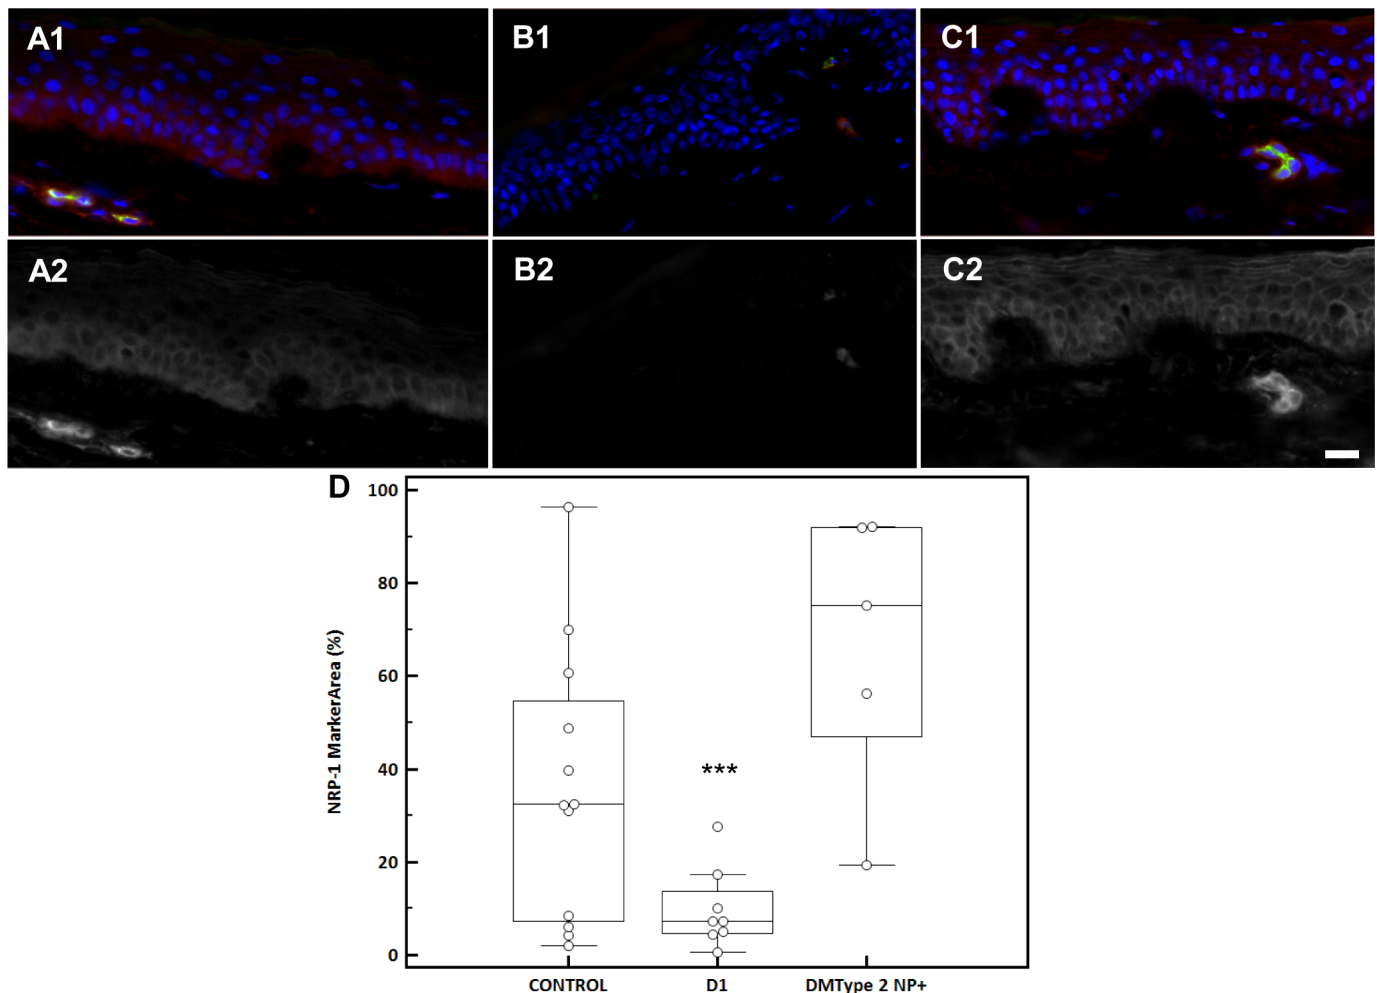 A1
B1
C1
A2
B2
C2
D
100
80
60
40
20
0
NRP-1 MarkerArea (%)
***
CONTROL
D1
DMType 2 NP+